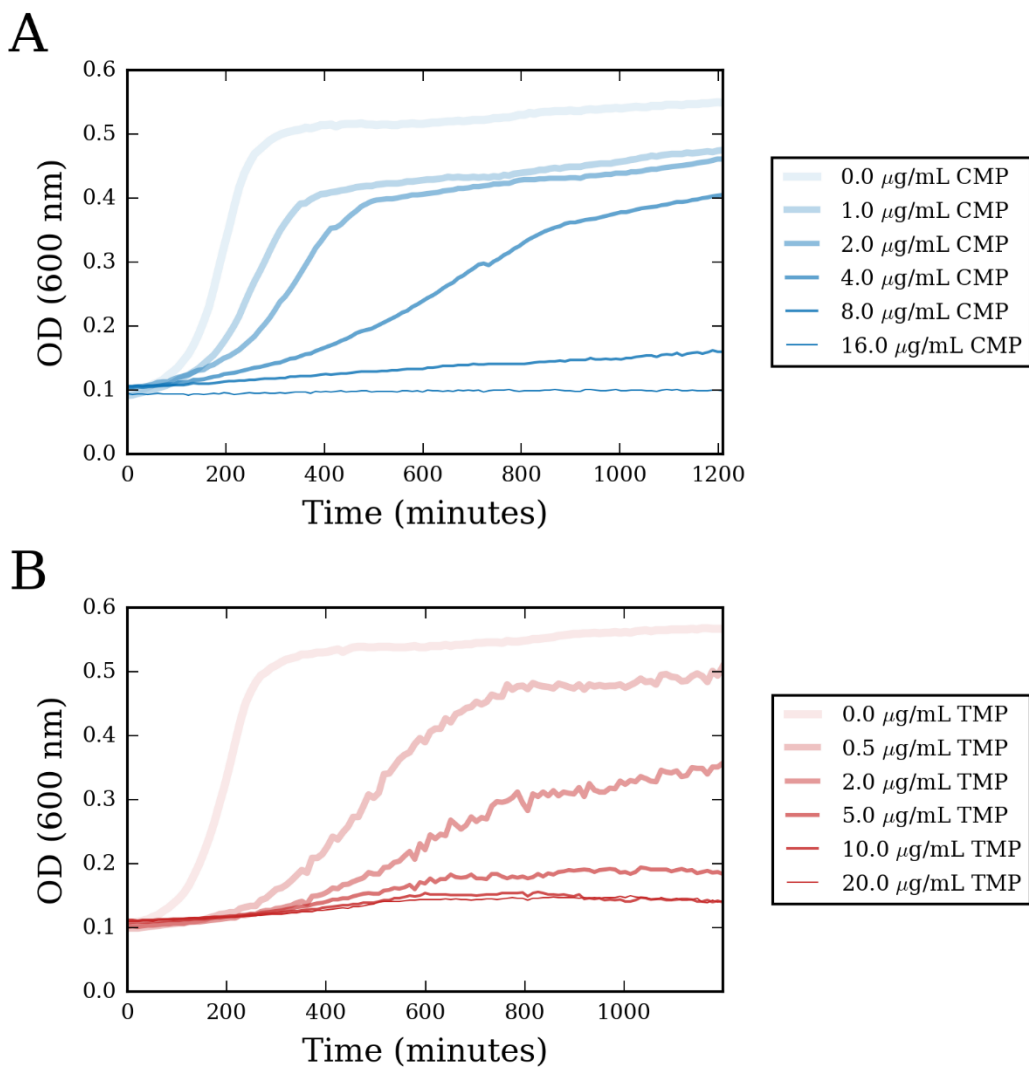 A
0.6
0.5
0.4
0.3
0.2
0.1
0.0
OD (600 nm)
0 200 400 600 800 1000 1200
Time (minutes)
0.0 μg/mL CMP
1.0 μg/mL CMP
2.0 μg/mL CMP
4.0 μg/mL CMP
8.0 μg/mL CMP
16.0 μg/mL CMP
B
0.6
0.5
0.4
0.3
0.2
0.1
0.0
OD (600 nm)
0 200 400 600 800 1000
Time (minutes)
0.0 μg/mL TMP
0.5 μg/mL TMP
2.0 μg/mL TMP
5.0 μg/mL TMP
10.0 μg/mL TMP
20.0 μg/mL TMP